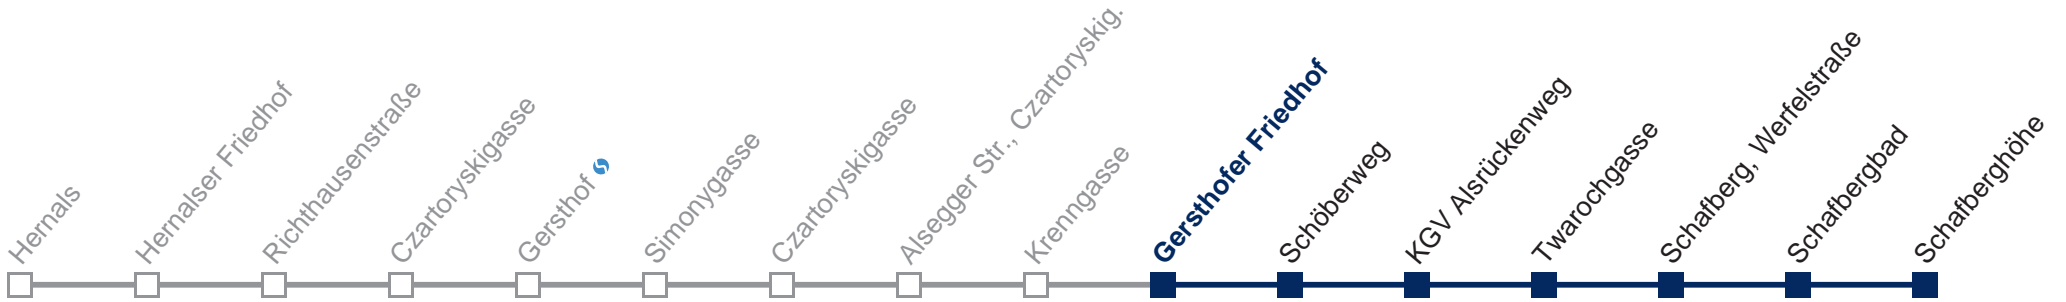 Hernals
Hernalser Friedhof
Richthausenstraße
Czartoryskigasse
Gersthof
Simonygasse
Czartoryskigasse
Alsegger Str., Czartoryskig.
Krenngasse
Gersthofer Friedhof
Schöberweg
KGV Alsrückenweg
Twarochgasse
Schafberg, Werfelstraße
Schafbergbad
Schafberghöhe